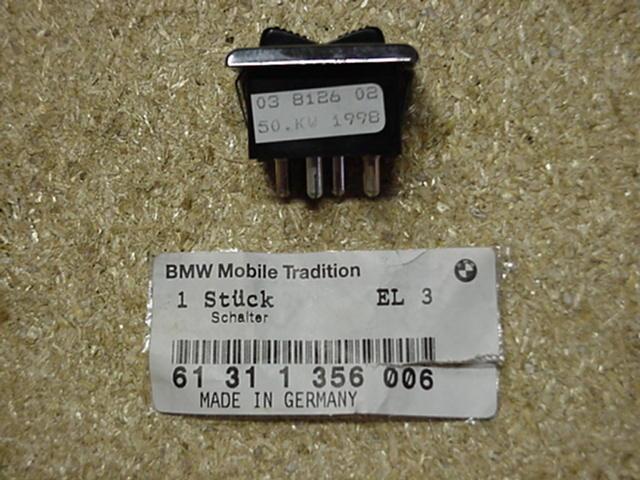 03 8126 02
50.KW 1998
BMW Mobile Tradition
1 Stück EL 3
Schalter
61 31 1 356 006
MADE IN GERMANY